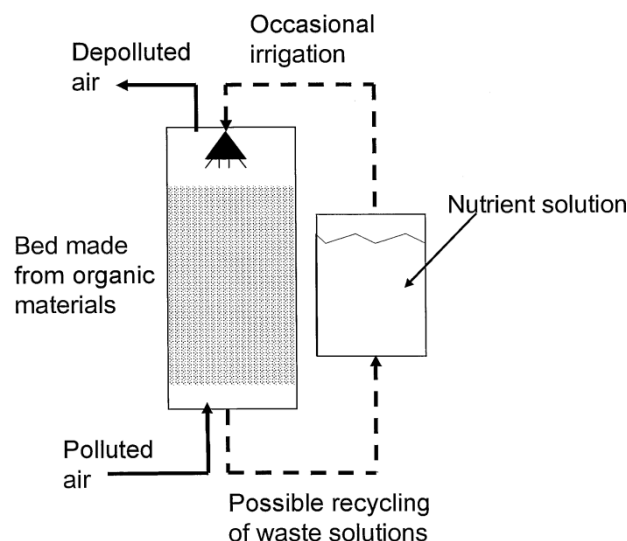 Depolluted
air
Occasional
irrigation
Nutrient solution
Bed made
from organic
materials
Polluted
air
Possible recycling
of waste solutions